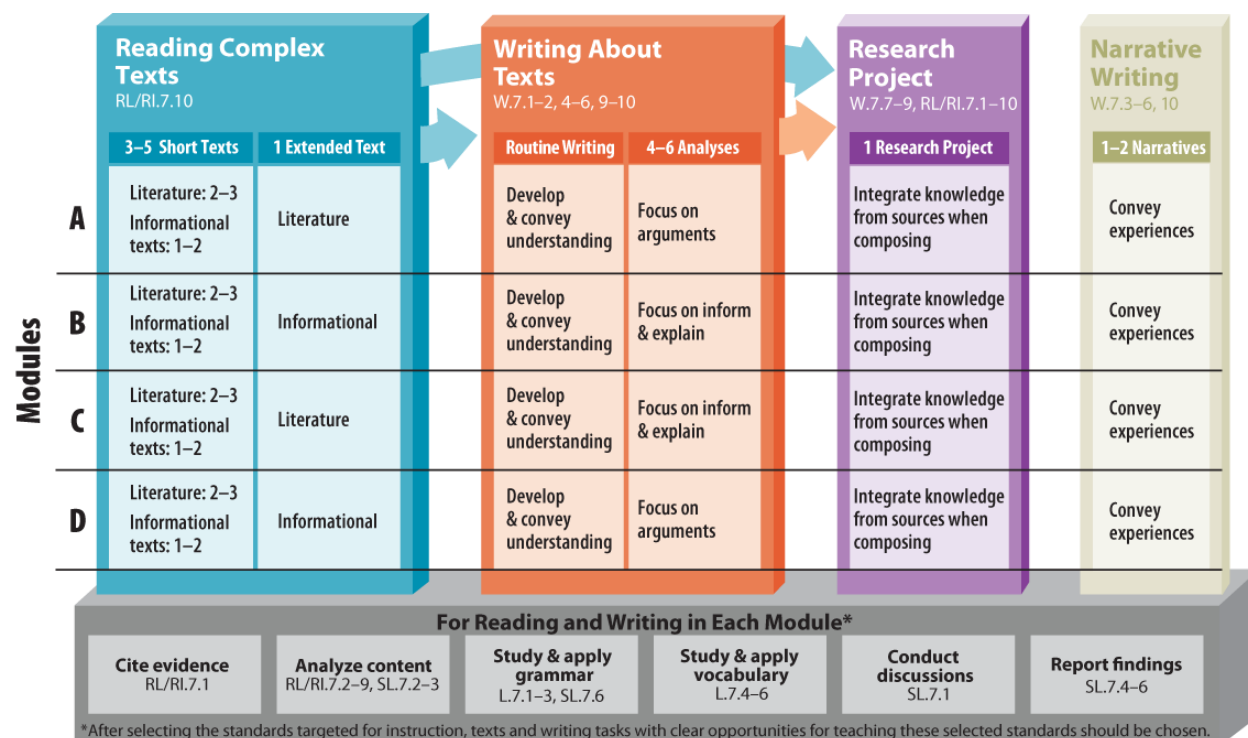 Reading Complex
Texts
RL/RI.7.10
Writing About
Texts
W.7.1–2, 4–6, 9–10
Research
Project
W.7.7–9, RL/RI.7.1–10
Narrative
Writing
W.7.3–6, 10
3–5 Short Texts
1 Extended Text
Routine Writing
4–6 Analyses
1 Research Project
1–2 Narratives
Modules
A
Literature: 2–3
Informational
texts: 1–2
Literature
Develop
& convey
understanding
Focus on
arguments
Integrate knowledge
from sources when
composing
Convey
experiences
B
Literature: 2–3
Informational
texts: 1–2
Informational
Develop
& convey
understanding
Focus on inform
& explain
Integrate knowledge
from sources when
composing
Convey
experiences
C
Literature: 2–3
Informational
texts: 1–2
Literature
Develop
& convey
understanding
Focus on inform
& explain
Integrate knowledge
from sources when
composing
Convey
experiences
D
Literature: 2–3
Informational
texts: 1–2
Informational
Develop
& convey
understanding
Focus on
arguments
Integrate knowledge
from sources when
composing
Convey
experiences
For Reading and Writing in Each Module*
Cite evidence
RL/RI.7.1
Analyze content
RL/RI.7.2–9, SL.7.2–3
Study & apply
grammar
L.7.1–3, SL.7.6
Study & apply
vocabulary
L.7.4–6
Conduct
discussions
SL.7.1
Report findings
SL.7.4–6
*After selecting the standards targeted for instruction, texts and writing tasks with clear opportunities for teaching these selected standards should be chosen.